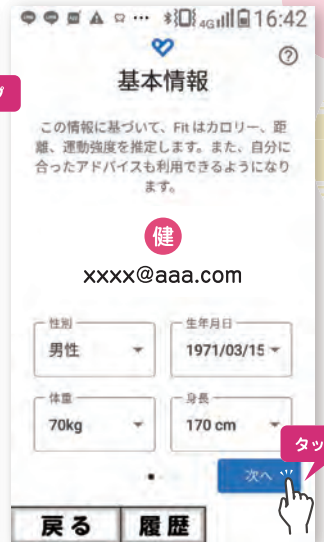 4G 16:42
プ
基本情報
この情報に基づいて、Fit はカロリー、距
離、運動強度を推定します。また、自分に
合ったアドバイスも利用できるようになり
ます。
健
xxxx@aaa.com
性別
男性
生年月日
1971/03/15
体重
70kg
身長
170 cm
タッ
次へ
戻る
履歴